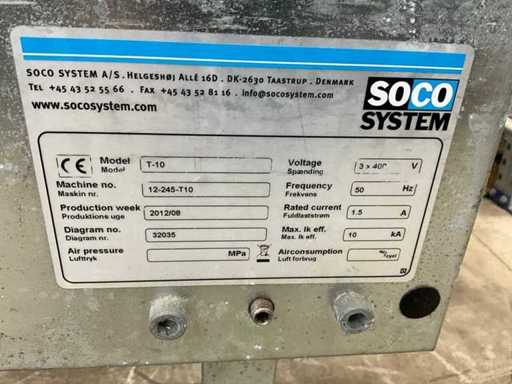 SOCO SYSTEM A/S . HELGESHØJ ALLÉ 16D . DK-2630 TAASTRUP . DENMARK
TEL +45 43 52 55 66 . FAX +45 43 52 81 16 . info@socosystem.com
www.socosystem.com
SOCO
SYSTEM
CE Model T-10 Voltage 3 x 400 V
Model Spænding
Machine no. 12-245-T10 Frequency 50 Hz
Maskin nr. Frekvens
Production week 2012/08 Rated current 1.5 A
Produktions uge Fuldlaststrøm
Diagram no. 32035 Max. Ik eff. 10 kA
Diagram nr. Max. Ik eff.
Air pressure MPa Airconsumption
Lufttryk Luft forbrug